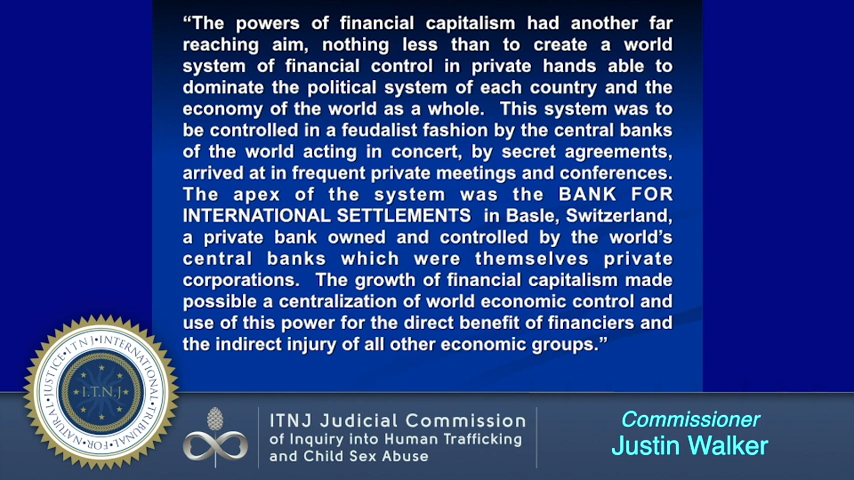 “The powers of financial capitalism had another far
reaching aim, nothing less than to create a world
system of financial control in private hands able to
dominate the political system of each country and the
economy of the world as a whole. This system was to
be controlled in a feudalist fashion by the central banks
of the world acting in concert, by secret agreements,
arrived at in frequent private meetings and conferences.
The apex of the system was the BANK FOR
INTERNATIONAL SETTLEMENTS in Basle, Switzerland,
a private bank owned and controlled by the world’s
central banks which were themselves private
corporations. The growth of financial capitalism made
possible a centralization of world economic control and
use of this power for the direct benefit of financiers and
the indirect injury of all other economic groups.”
INTERNATIONAL•TRIBUNAL•FOR•NATURAL•JUSTICE•ITNJ•
I.T.N.J
ITNJ Judicial Commission
of Inquiry into Human Trafficking
and Child Sex Abuse
Commissioner
Justin Walker